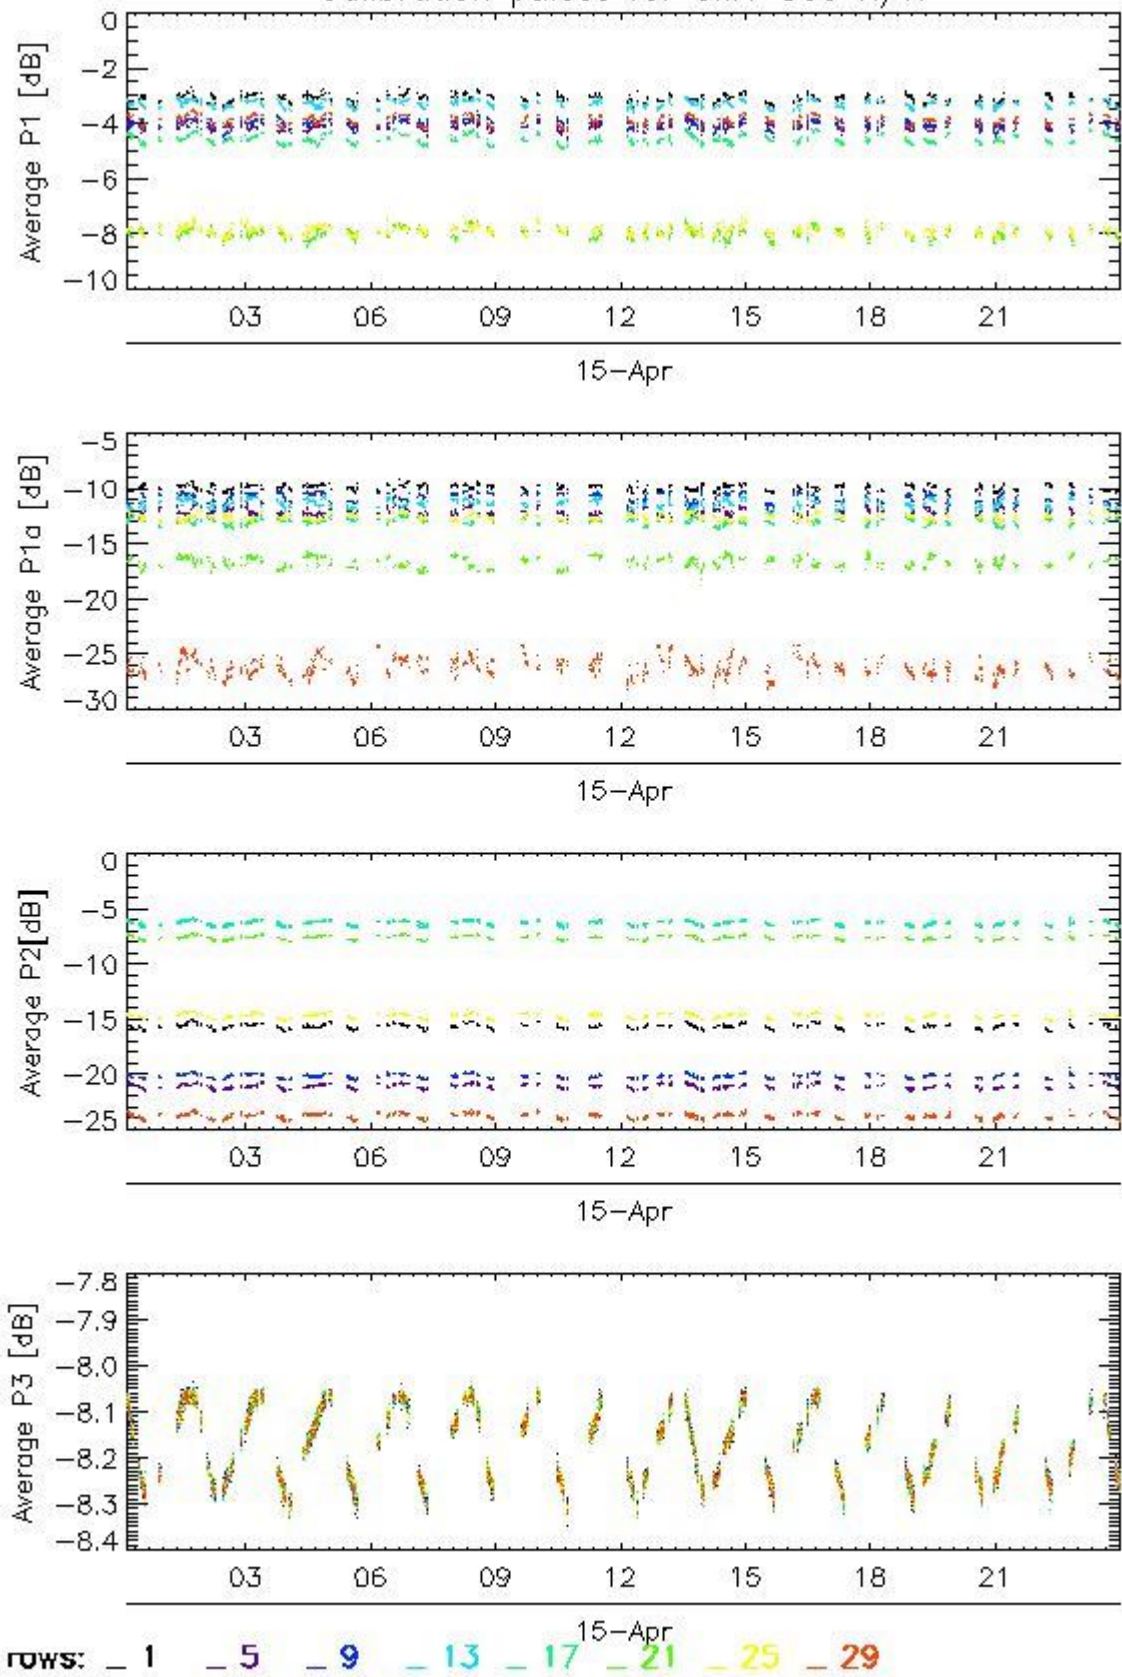 0
−2
−4
−6
−8
−10
Average P1 [dB]
03 06 09 12 15 18 21
15−Apr
−5
−10
−15
−20
−25
−30
Average P1a [dB]
03 06 09 12 15 18 21
15−Apr
0
−5
−10
−15
−20
−25
Average P2[dB]
03 06 09 12 15 18 21
15−Apr
−7.8
−7.9
−8.0
−8.1
−8.2
−8.3
−8.4
Average P3 [dB]
03 06 09 12 15 18 21
15−Apr
rows: _ 1 _ 5 _ 9 _ 13 _ 17 _ 21 _ 25 _ 29